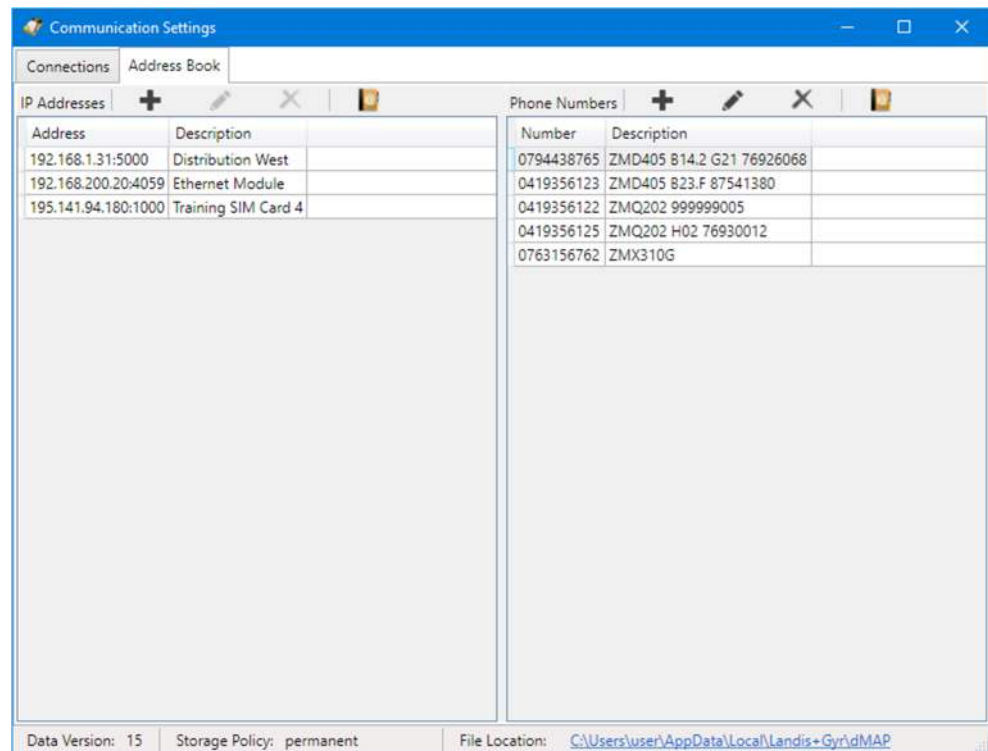 Communication Settings
Connections Address Book
IP Addresses
Address Description
192.168.1.31:5000 Distribution West
192.168.200.20:4059 Ethernet Module
195.141.94.180:1000 Training SIM Card 4
Phone Numbers
Number Description
0794438765 ZMD405 B14.2 G21 76926068
0419356123 ZMD405 B23.F 87541380
0419356122 ZMQ202 999999005
0419356125 ZMQ202 H02 76930012
0763156762 ZMX310G
Data Version: 15 Storage Policy: permanent File Location: C:\Users\user\AppData\Local\Landis+Gyr\dMAP